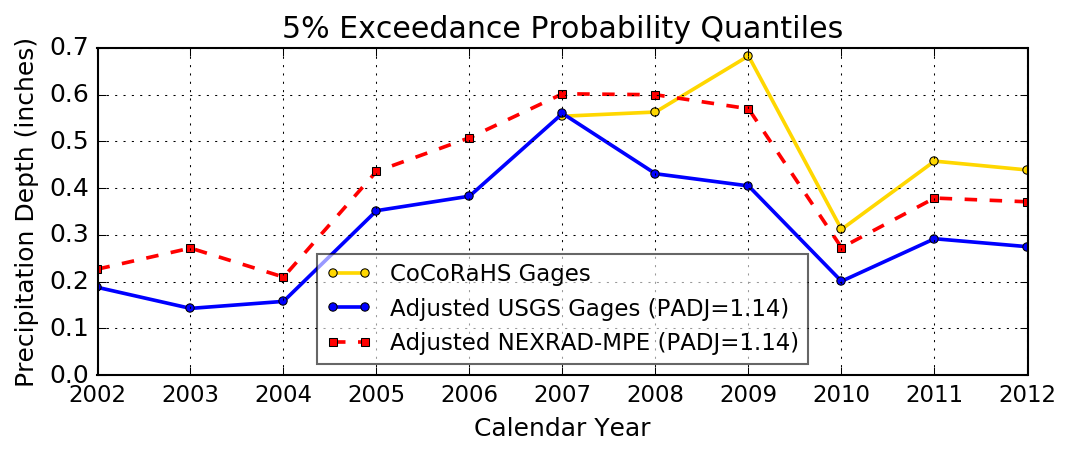 5% Exceedance Probability Quantiles
Precipitation Depth (inches)
0.7
0.6
0.5
0.4
0.3
0.2
0.1
0.0
CoCoRaHS Gages
Adjusted USGS Gages (PADJ=1.14)
Adjusted NEXRAD-MPE (PADJ=1.14)
2002 2003 2004 2005 2006 2007 2008 2009 2010 2011 2012
Calendar Year